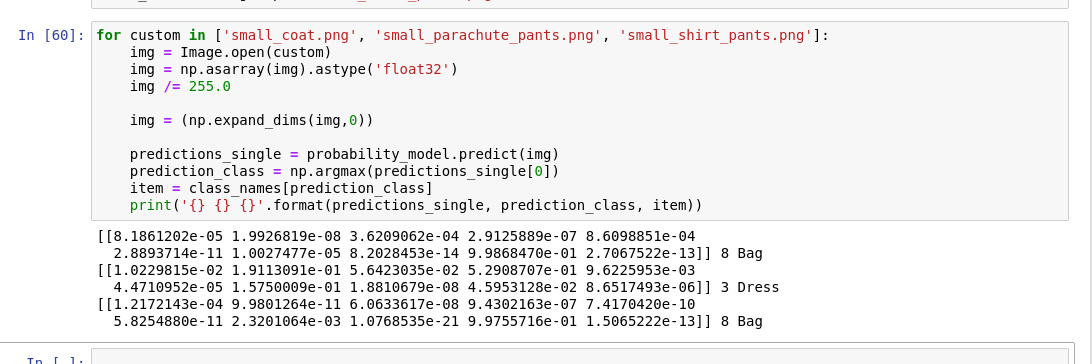 In [60]: for custom in ['small_coat.png', 'small_parachute_pants.png', 'small_shirt_pants.png']:
    img = Image.open(custom)
    img = np.asarray(img).astype('float32')
    img /= 255.0

    img = (np.expand_dims(img,0))

    predictions_single = probability_model.predict(img)
    prediction_class = np.argmax(predictions_single[0])
    item = class_names[prediction_class]
    print('{} {} {}'.format(predictions_single, prediction_class, item))
[[8.1861202e-05 1.9926819e-08 3.6209062e-04 2.9125889e-07 8.6098851e-04
  2.8893714e-11 1.0027477e-05 8.2028453e-14 9.9868470e-01 2.7067522e-13]] 8 Bag
[[1.0229815e-02 1.9113091e-01 5.6423035e-02 5.2908707e-01 9.6225953e-03
  4.4710952e-05 1.5750009e-01 1.8810679e-08 4.5953128e-02 8.6517493e-06]] 3 Dress
[[1.2172143e-04 9.9801264e-11 6.0633617e-08 9.4302163e-07 7.4170420e-10
  5.8254880e-11 2.3201064e-03 1.0768535e-21 9.9755716e-01 1.5065222e-13]] 8 Bag
In [ ]: